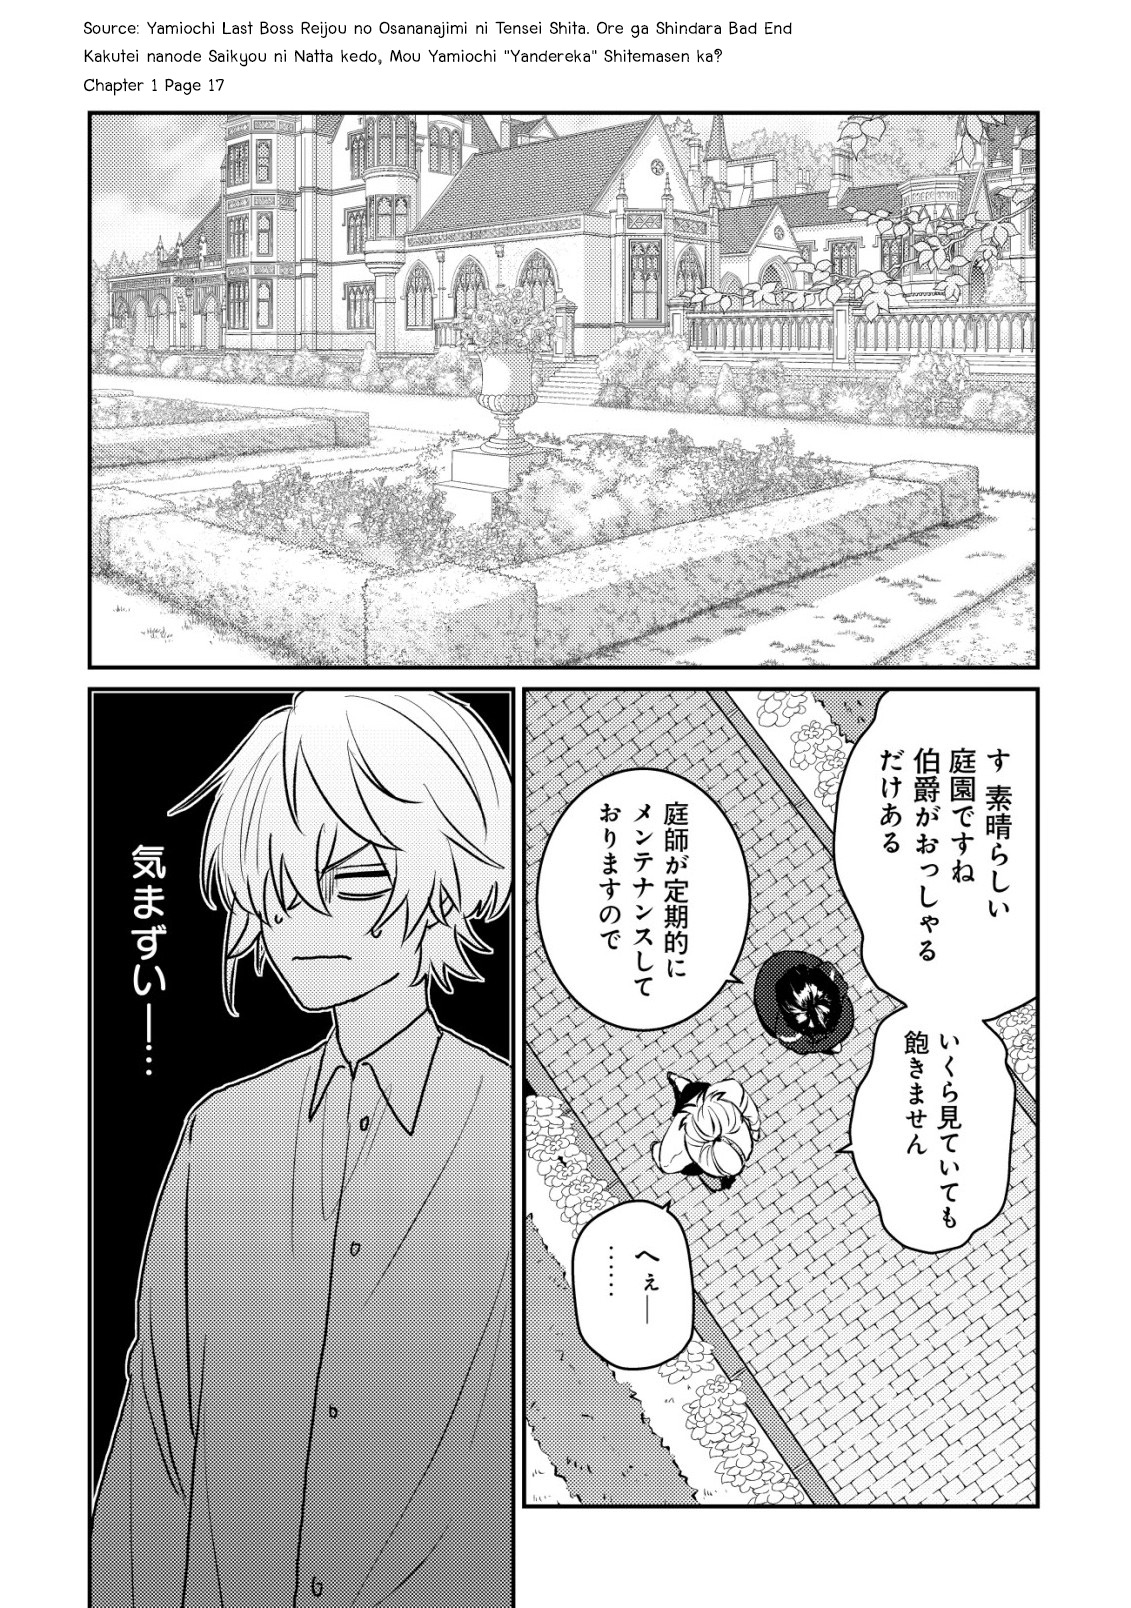 Source: Yamiochi Last Boss Reijou no Osananajimi ni Tensei Shita. Ore ga Shindara Bad End
Kakutei nanode Saikyou ni Natta kedo, Mou Yamiochi "Yandereka" Shitemasen ka?
Chapter 1 Page 17
す 素晴らしい
庭園ですね
伯爵がおっしゃる
だけある
いくら見ていても
飽きません
庭師が定期的に
メンテナンスして
おりますので
へぇ―
……
気まずい――…